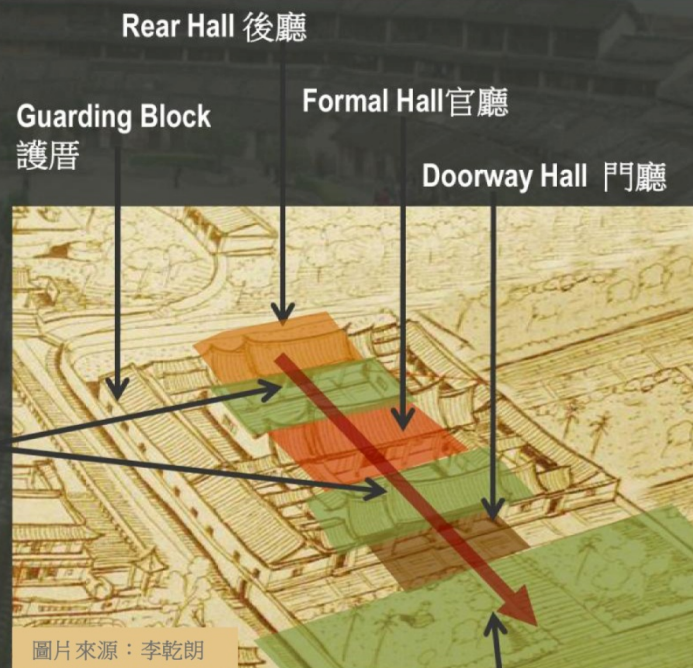 Rear Hall 後廳
Formal Hall官廳
Guarding Block
護厝
Doorway Hall 門廳
圖片來源：李乾朗